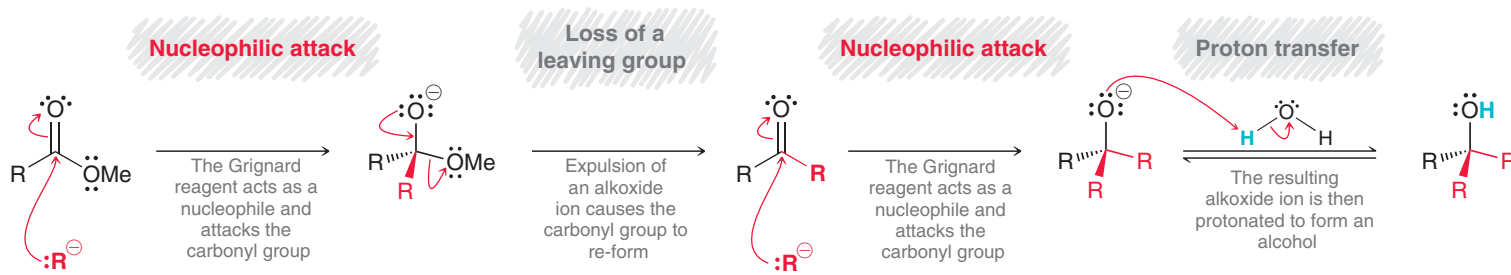 Nucleophilic attack
Loss of a
leaving group
Nucleophilic attack
Proton transfer
O
R
OMe
:R⊖
The Grignard
reagent acts as a
nucleophile and
attacks the
carbonyl group
O⊖
R
OMe
R
Expulsion of
an alkoxide
ion causes the
carbonyl group to
re-form
O
R
R
:R⊖
The Grignard
reagent acts as a
nucleophile and
attacks the
carbonyl group
O⊖
R
R
R
H
O
H
The resulting
alkoxide ion is then
protonated to form an
alcohol
OH
R
R
R